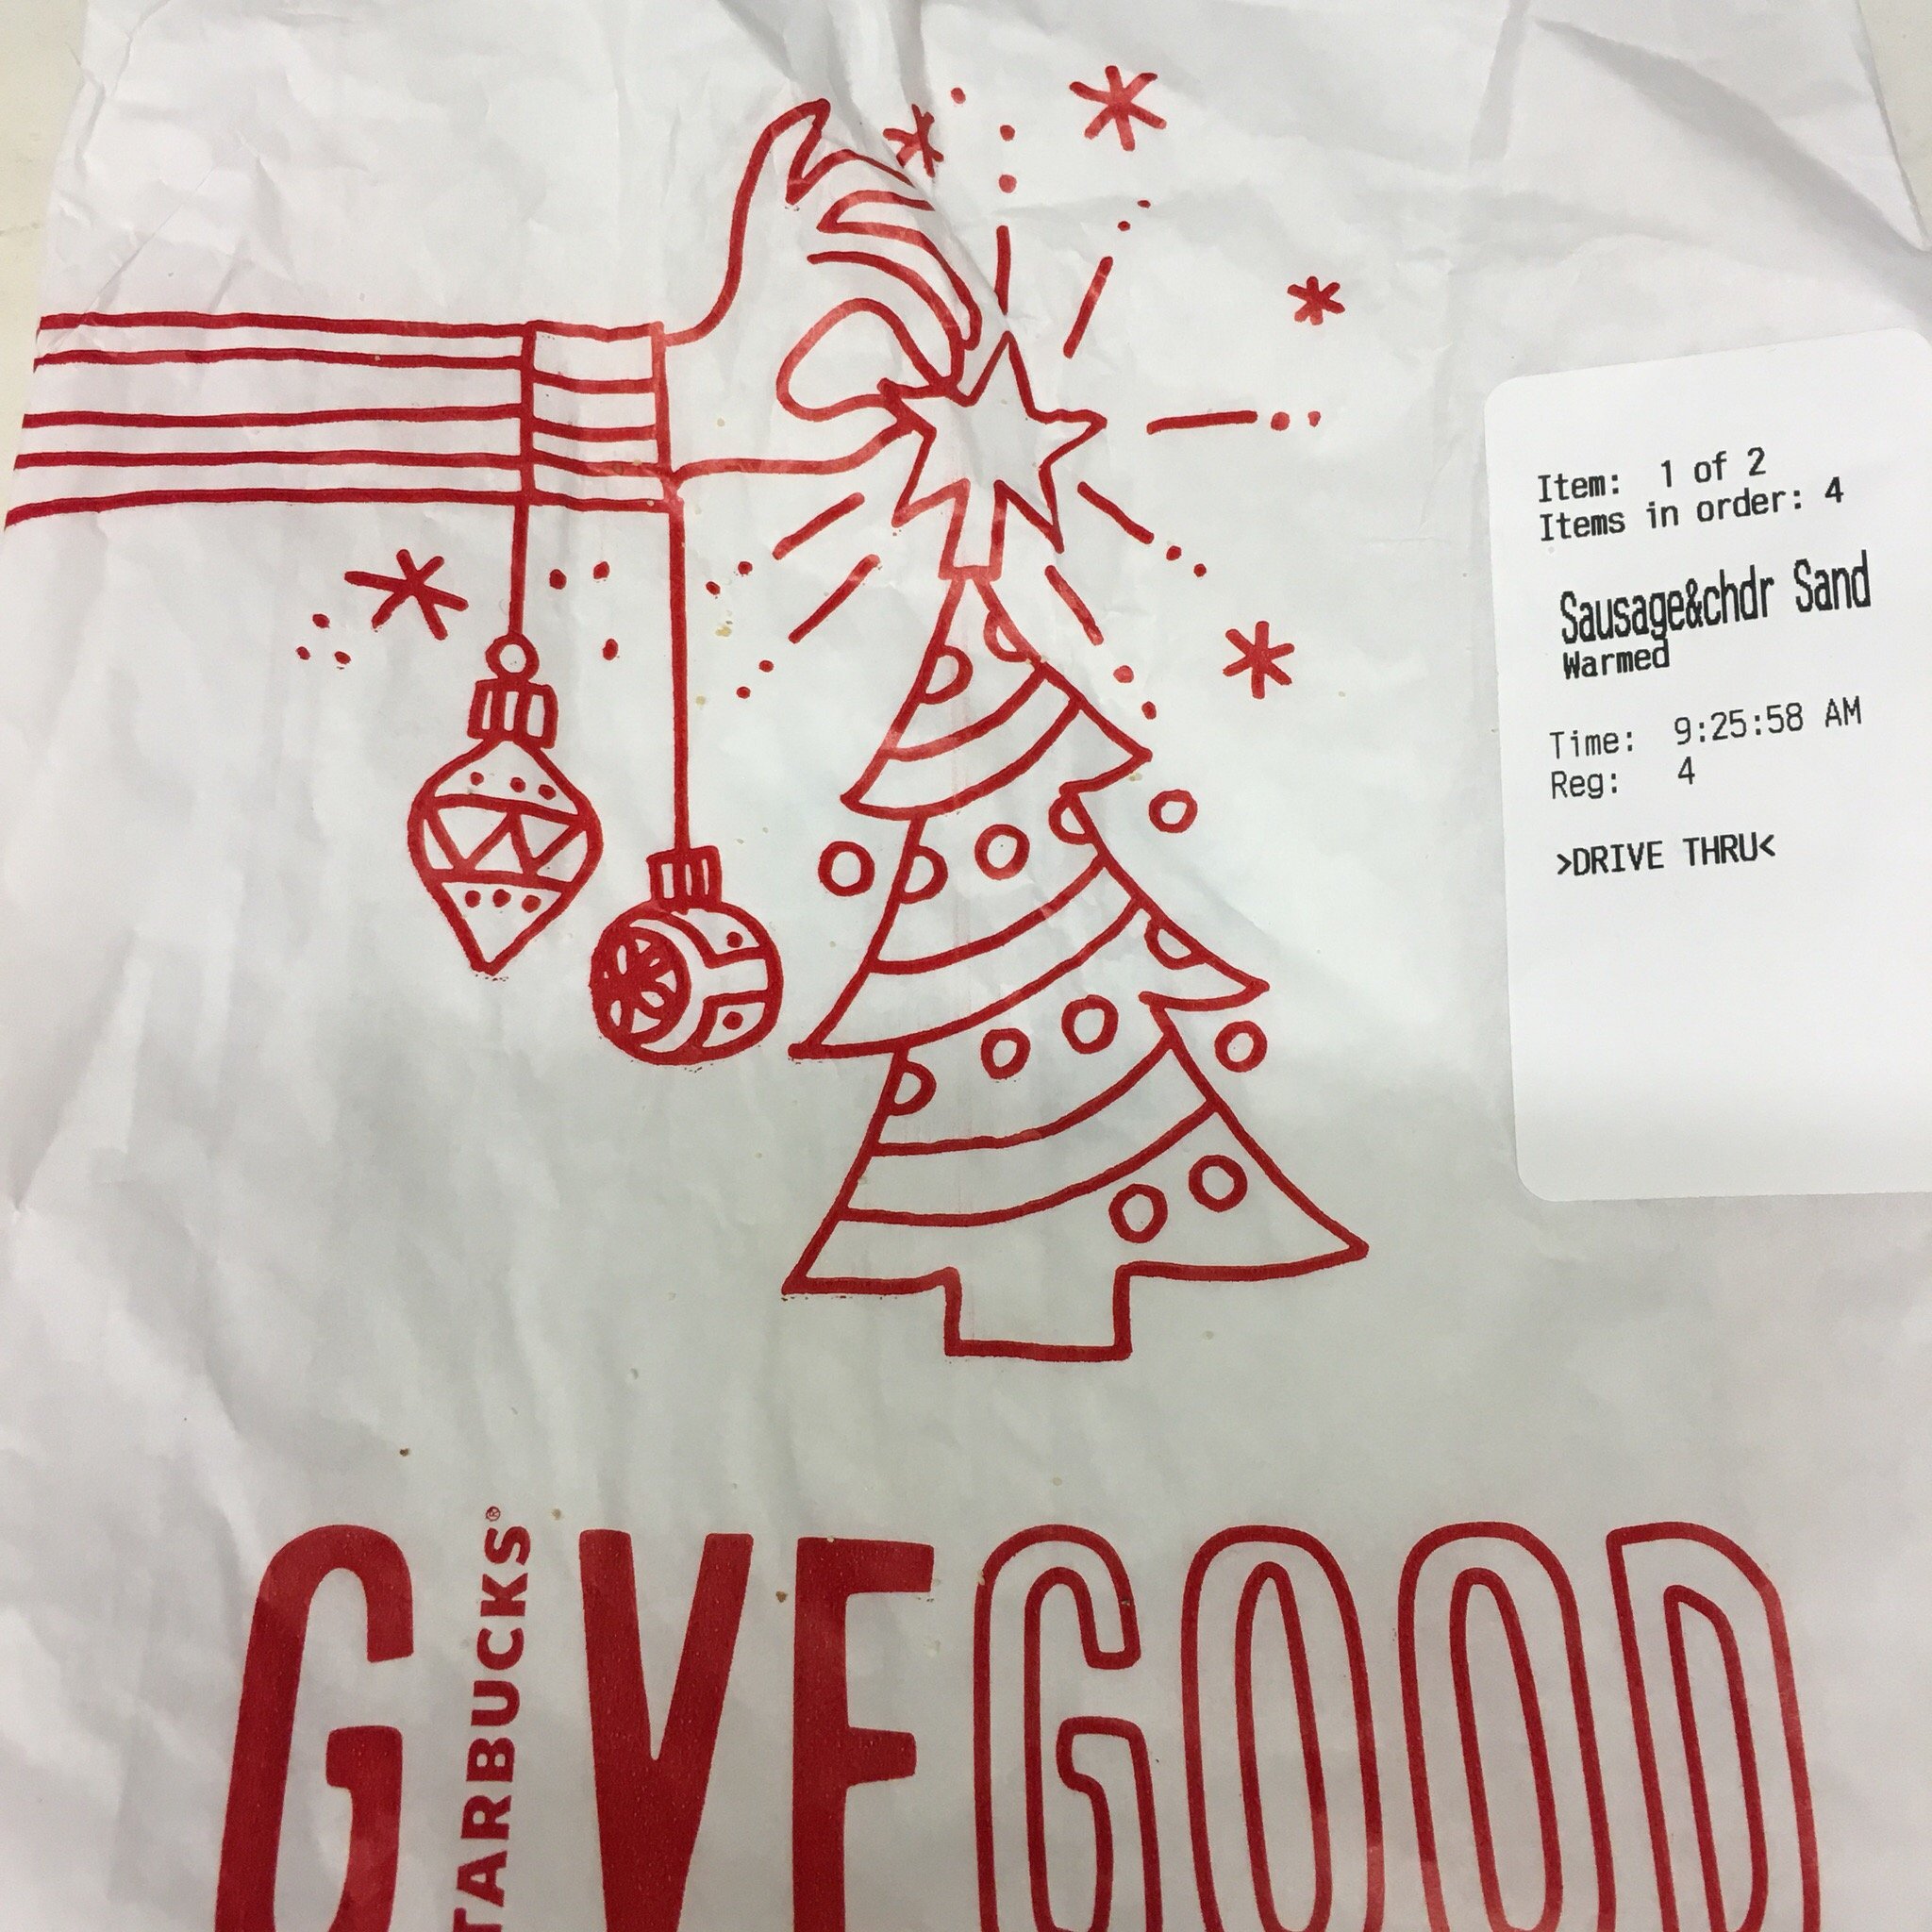 Item: 1 of 2
Items in order: 4
Sausage&chdr Sand
Warmed
Time: 9:25:58 AM
Reg: 4
>DRIVE THRU<
GIVE GOOD
STARBUCKS®